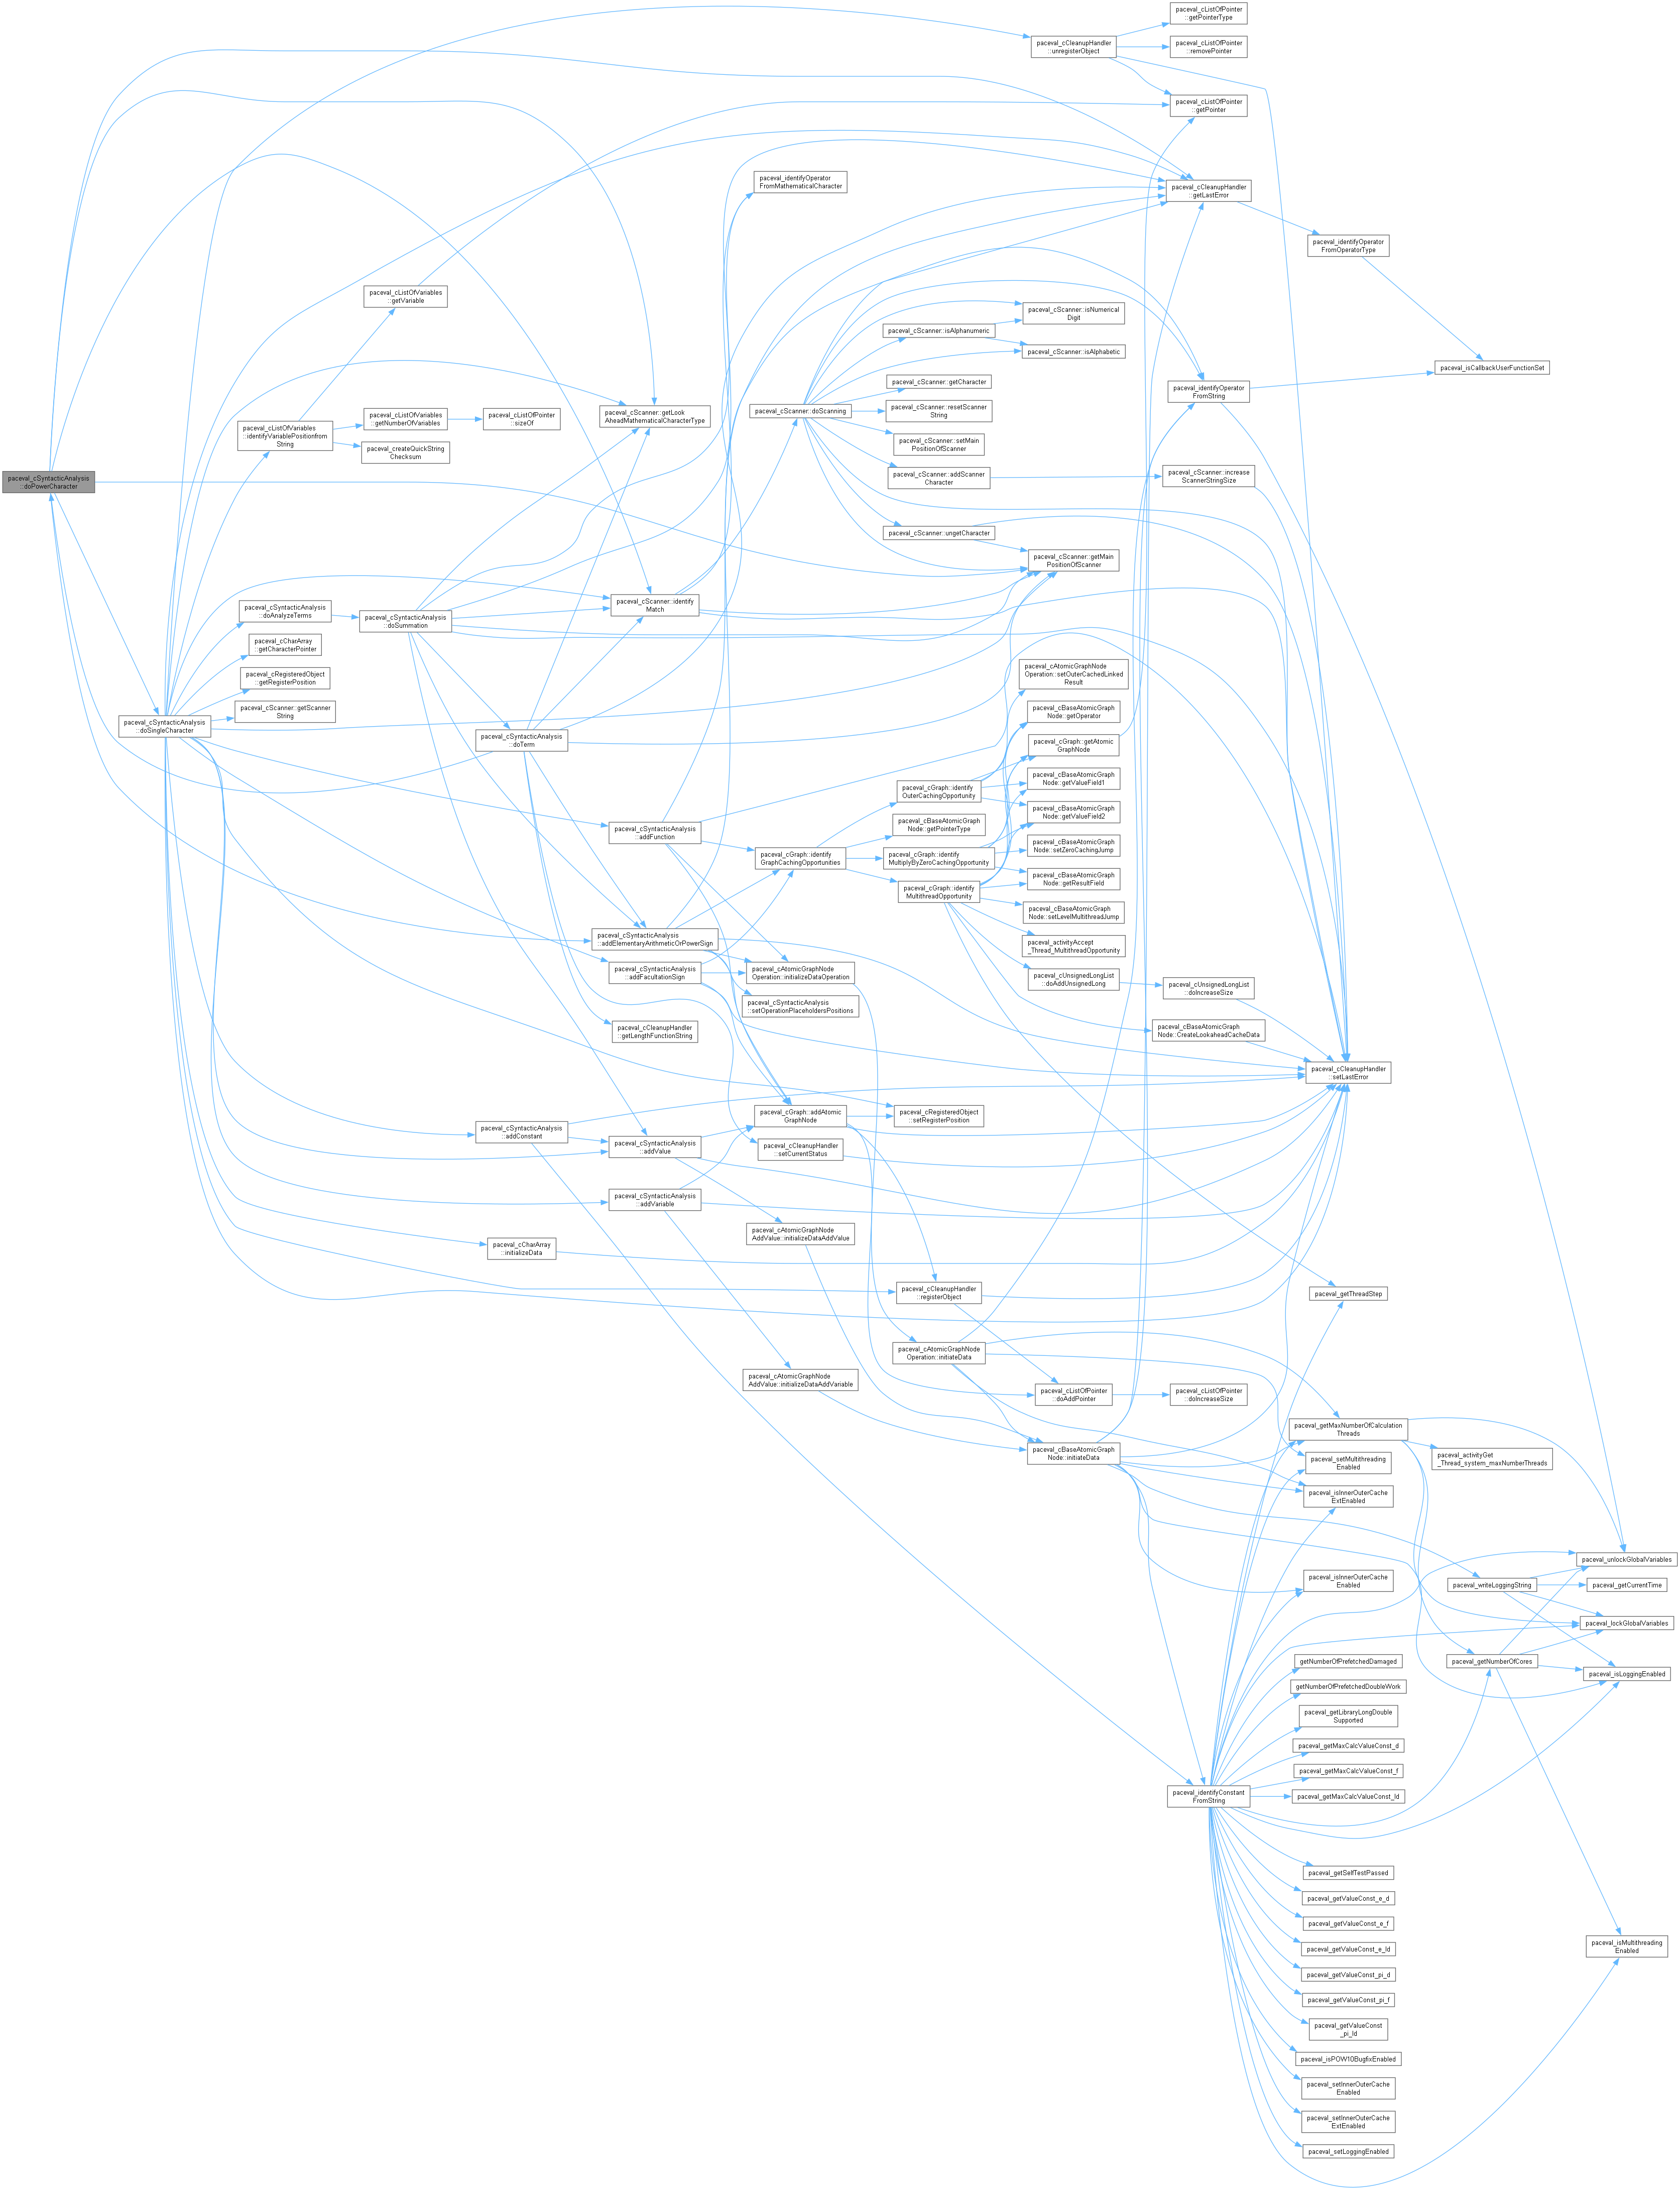 paceval_cSyntacticAnalysis
::doPowerCharacter
paceval_cSyntacticAnalysis
::doSingleCharacter
paceval_cListOfVariables
::identifyVariablePositionfrom
String
paceval_cSyntacticAnalysis
::doAnalyzeTerms
paceval_cCharArray
::getCharacterPointer
paceval_cRegisteredObject
::getRegisterPosition
paceval_cScanner::getScanner
String
paceval_cListOfVariables
::getVariable
paceval_cListOfVariables
::getNumberOfVariables
paceval_createQuickString
Checksum
paceval_cSyntacticAnalysis
::doSummation
paceval_cSyntacticAnalysis
::doTerm
paceval_cSyntacticAnalysis
::addConstant
paceval_cCharArray
::initializeData
paceval_cListOfPointer
::sizeOf
paceval_cScanner::getLook
AheadMathematicalCharacterType
paceval_cScanner::identify
Match
paceval_cSyntacticAnalysis
::addFunction
paceval_cSyntacticAnalysis
::addElementaryArithmeticOrPowerSign
paceval_cSyntacticAnalysis
::addFacultationSign
paceval_cCleanupHandler
::getLengthFunctionString
paceval_cSyntacticAnalysis
::addValue
paceval_cSyntacticAnalysis
::addVariable
paceval_identifyOperator
FromMathematicalCharacter
paceval_cScanner::doScanning
paceval_cGraph::identify
GraphCachingOpportunities
paceval_cAtomicGraphNode
Operation::initializeDataOperation
paceval_cSyntacticAnalysis
::setOperationPlaceholdersPositions
paceval_cGraph::addAtomic
GraphNode
paceval_cCleanupHandler
::setCurrentStatus
paceval_cAtomicGraphNode
AddValue::initializeDataAddValue
paceval_cAtomicGraphNode
AddValue::initializeDataAddVariable
paceval_cScanner::isAlphanumeric
paceval_cScanner::getCharacter
paceval_cScanner::resetScanner
String
paceval_cScanner::setMain
PositionOfScanner
paceval_cScanner::addScanner
Character
paceval_cScanner::ungetCharacter
paceval_cGraph::identify
OuterCachingOpportunity
paceval_cBaseAtomicGraph
Node::getPointerType
paceval_cGraph::identify
MultiplyByZeroCachingOpportunity
paceval_cGraph::identify
MultithreadOpportunity
paceval_cRegisteredObject
::setRegisterPosition
paceval_cCleanupHandler
::registerObject
paceval_cAtomicGraphNode
Operation::initiateData
paceval_cCleanupHandler
::unregisterObject
paceval_cScanner::isNumerical
Digit
paceval_cScanner::isAlphabetic
paceval_cScanner::getMain
PositionOfScanner
paceval_cAtomicGraphNode
Operation::setOuterCachedLinked
Result
paceval_cBaseAtomicGraph
Node::getOperator
paceval_cGraph::getAtomic
GraphNode
paceval_cBaseAtomicGraph
Node::getValueField1
paceval_cBaseAtomicGraph
Node::getValueField2
paceval_cBaseAtomicGraph
Node::setZeroCachingJump
paceval_cBaseAtomicGraph
Node::getResultField
paceval_cBaseAtomicGraph
Node::setLevelMultithreadJump
paceval_activityAccept
_Thread_MultithreadOpportunity
paceval_cUnsignedLongList
::doAddUnsignedLong
paceval_cListOfPointer
::doAddPointer
paceval_cBaseAtomicGraph
Node::initiateData
paceval_cListOfPointer
::getPointerType
paceval_cListOfPointer
::removePointer
paceval_cListOfPointer
::getPointer
paceval_cCleanupHandler
::getLastError
paceval_identifyOperator
FromString
paceval_cScanner::increase
ScannerStringSize
paceval_cUnsignedLongList
::doIncreaseSize
paceval_cBaseAtomicGraph
Node::CreateLookaheadCacheData
paceval_cListOfPointer
::doIncreaseSize
paceval_identifyConstant
FromString
paceval_identifyOperator
FromOperatorType
paceval_cCleanupHandler
::setLastError
paceval_getThreadStep
paceval_getMaxNumberOfCalculation
Threads
paceval_setMultithreading
Enabled
paceval_isInnerOuterCache
ExtEnabled
paceval_isInnerOuterCache
Enabled
getNumberOfPrefetchedDamaged
getNumberOfPrefetchedDoubleWork
paceval_getLibraryLongDouble
Supported
paceval_getMaxCalcValueConst_d
paceval_getMaxCalcValueConst_f
paceval_getMaxCalcValueConst_ld
paceval_getSelfTestPassed
paceval_getValueConst_e_d
paceval_getValueConst_e_f
paceval_getValueConst_e_ld
paceval_getValueConst_pi_d
paceval_getValueConst_pi_f
paceval_getValueConst
_pi_ld
paceval_isPOW10BugfixEnabled
paceval_setInnerOuterCache
Enabled
paceval_setInnerOuterCache
ExtEnabled
paceval_setLoggingEnabled
paceval_isCallbackUserFunctionSet
paceval_activityGet
_Thread_system_maxNumberThreads
paceval_writeLoggingString
paceval_getNumberOfCores
paceval_unlockGlobalVariables
paceval_getCurrentTime
paceval_lockGlobalVariables
paceval_isLoggingEnabled
paceval_isMultithreading
Enabled